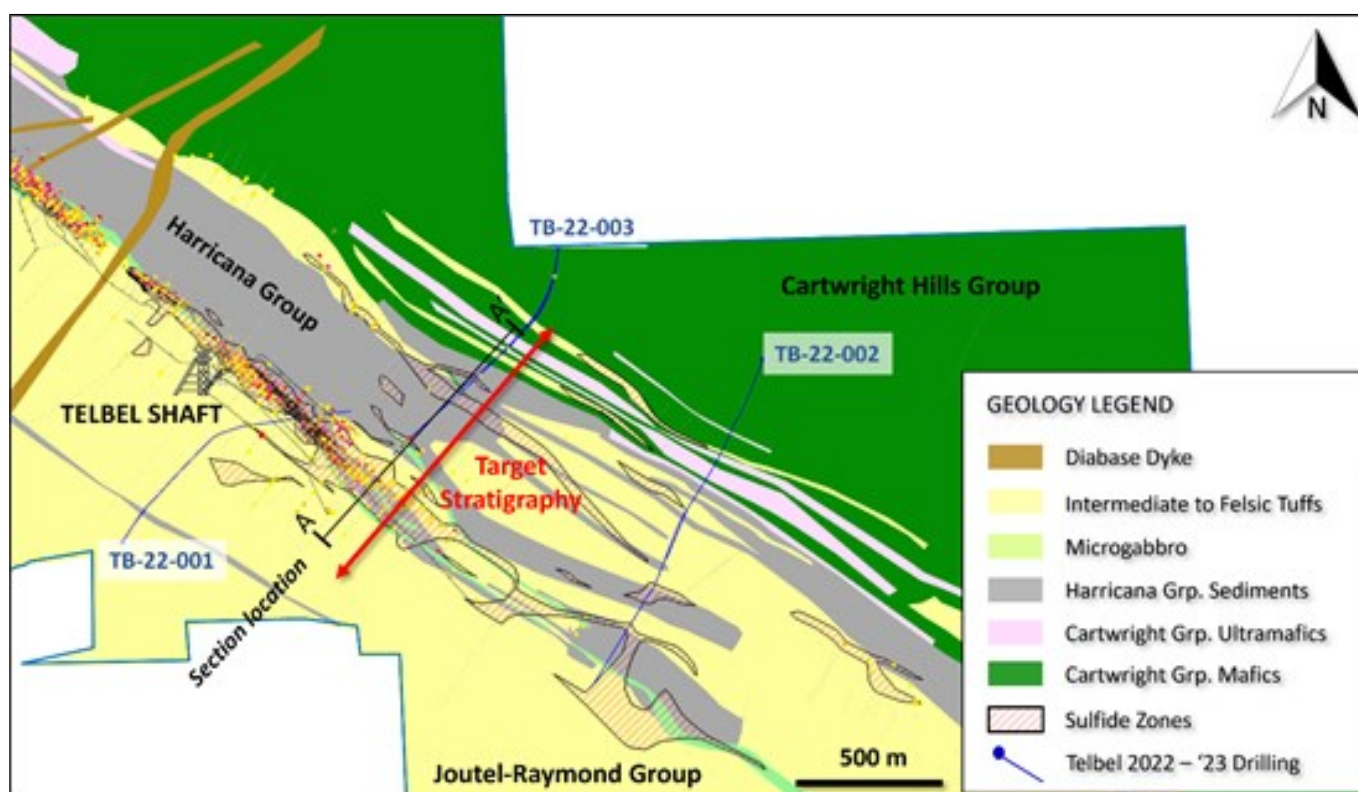 N
TB-22-003
Harricana Group
Cartwright Hills Group
A'
TB-22-002
TELBEL SHAFT
Target
Stratigraphy
A
TB-22-001
Section location
500 m
Joutel-Raymond Group
GEOLOGY LEGEND
Diabase Dyke
Intermediate to Felsic Tuffs
Microgabbro
Harricana Grp. Sediments
Cartwright Grp. Ultramafics
Cartwright Grp. Mafics
Sulfide Zones
Telbel 2022 – '23 Drilling